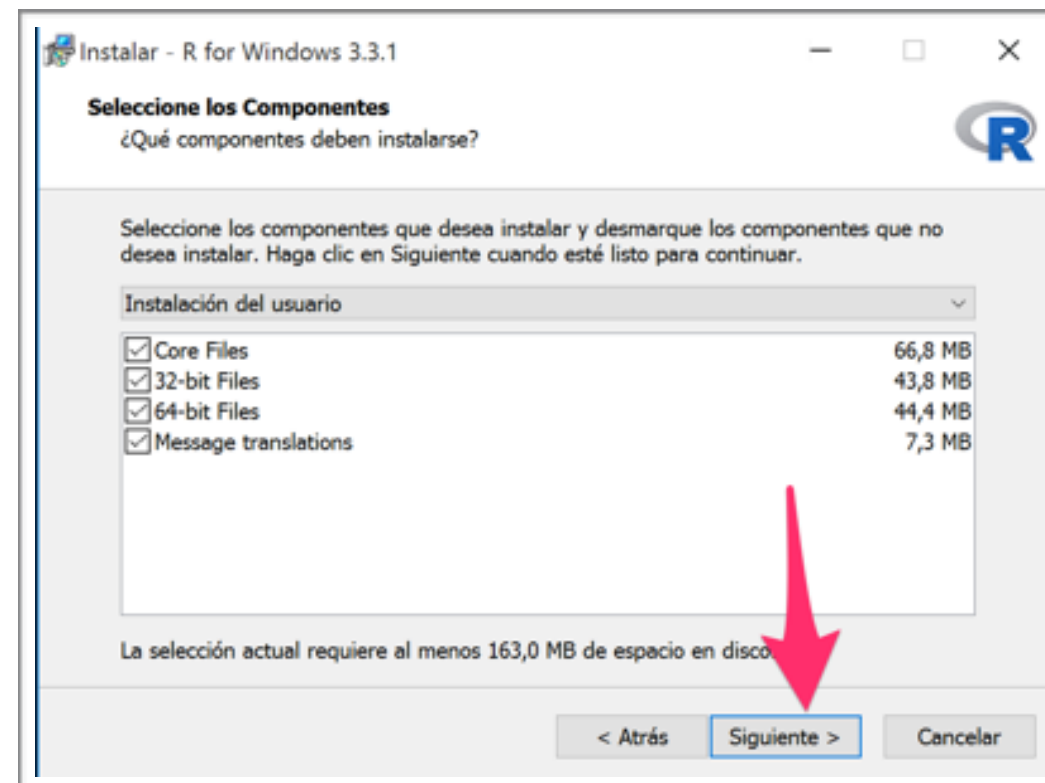 Instalar - R for Windows 3.3.1
Seleccione los Componentes
¿Qué componentes deben instalarse?
R
Seleccione los componentes que desea instalar y desmarque los componentes que no
desea instalar. Haga clic en Siguiente cuando esté listo para continuar.
Instalación del usuario
Core Files 66,8 MB
32-bit Files 43,8 MB
64-bit Files 44,4 MB
Message translations 7,3 MB
La selección actual requiere al menos 163,0 MB de espacio en disco.
< Atrás Siguiente > Cancelar